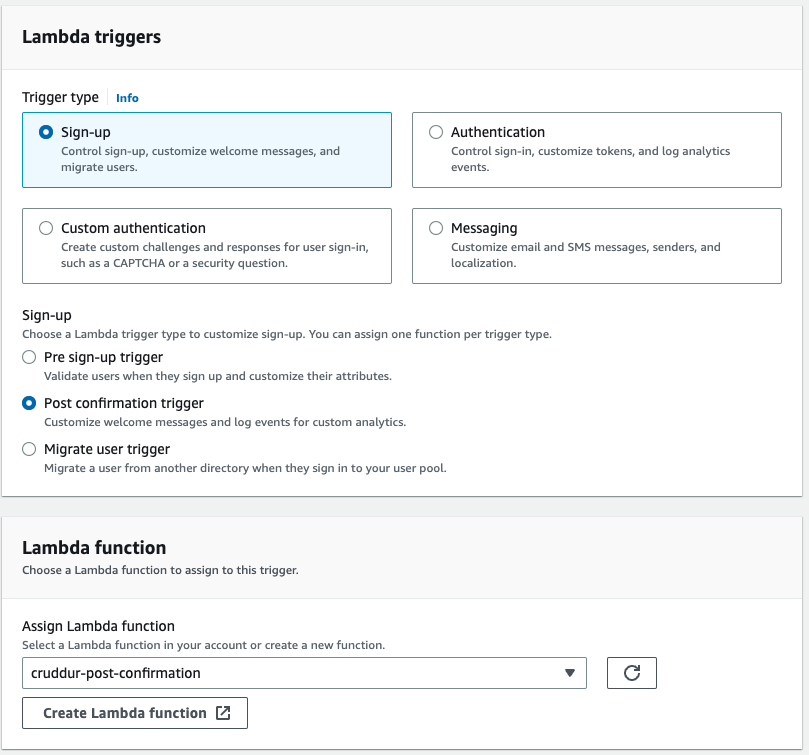 Lambda triggers
Trigger type Info
Sign-up
Control sign-up, customize welcome messages, and
migrate users.
Authentication
Control sign-in, customize tokens, and log analytics
events.
Custom authentication
Create custom challenges and responses for user sign-in,
such as a CAPTCHA or a security question.
Messaging
Customize email and SMS messages, senders, and
localization.
Sign-up
Choose a Lambda trigger type to customize sign-up. You can assign one function per trigger type.
Pre sign-up trigger
Validate users when they sign up and customize their attributes.
Post confirmation trigger
Customize welcome messages and log events for custom analytics.
Migrate user trigger
Migrate a user from another directory when they sign in to your user pool.
Lambda function
Choose a Lambda function to assign to this trigger.
Assign Lambda function
Select a Lambda function in your account or create a new function.
cruddur-post-confirmation
Create Lambda function